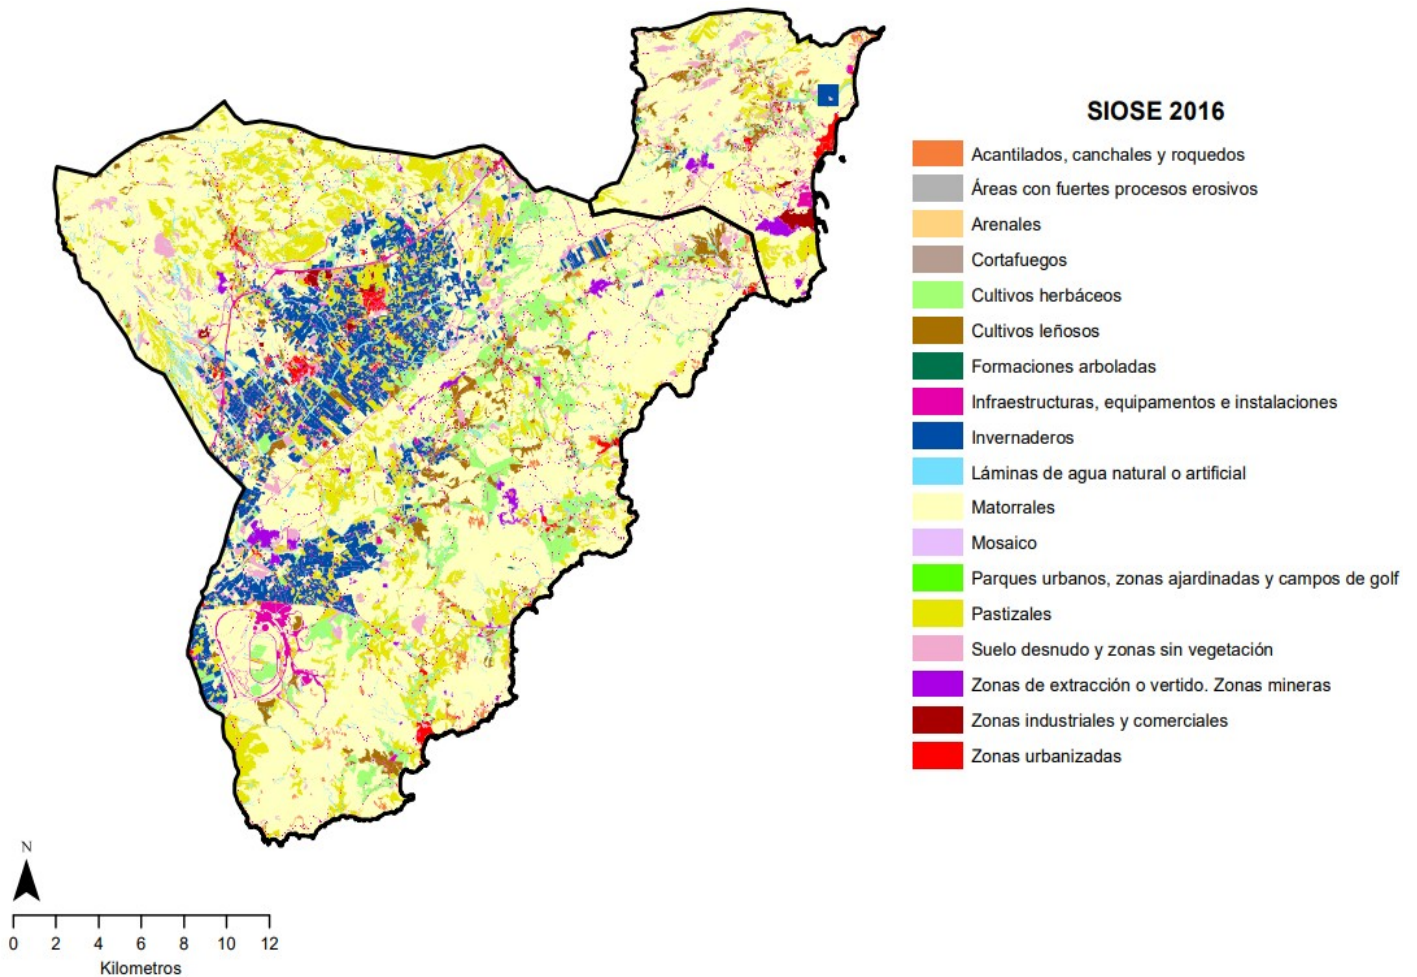 SIOSE 2016
Acantilados, canchales y roquedos
Áreas con fuertes procesos erosivos
Arenales
Cortafuegos
Cultivos herbáceos
Cultivos leñosos
Formaciones arboladas
Infraestructuras, equipamentos e instalaciones
Invernaderos
Láminas de agua natural o artificial
Matorrales
Mosaico
Parques urbanos, zonas ajardinadas y campos de golf
Pastizales
Suelo desnudo y zonas sin vegetación
Zonas de extracción o vertido. Zonas mineras
Zonas industriales y comerciales
Zonas urbanizadas
N
0 2 4 6 8 10 12
Kilometros